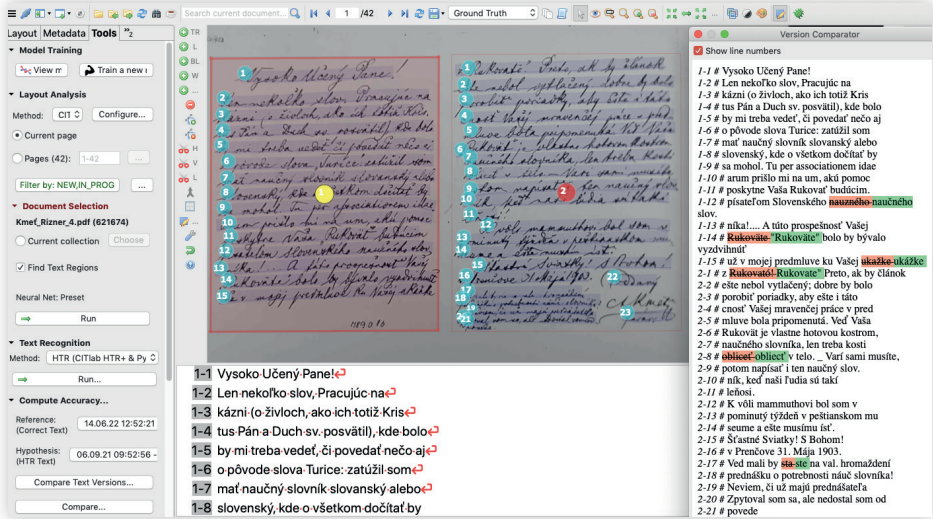 Search current document...
1 /42
Ground Truth
Layout Metadata Tools "2
Model Training
View m
Train a new 
Layout Analysis
Method: CIT
Configure...
Current page
Pages (42): 1-42 ...
Filter by: NEW,IN_PROG ...
Document Selection
Kmeť_Rizner_4.pdf (621674)
Current collection Choose
Find Text Regions
Neural Net: Preset
Run
Text Recognition
Method: HTR (CITlab HTR+ & Py
Run...
Compute Accuracy...
Reference:
(Correct Text)
14.06.22 12:52:21
Hypothesis:
(HTR Text)
06.09.21 09:52:56 -
Compare Text Versions...
Compare...
TR
L
BL
W
...
H
V
L
Vysoko Učený Pane!
1-1 Vysoko·Učený·Pane!
1-2 Len·nekoľko·slov,·Pracujúc·na
1-3 kázni·(o·živloch,·ako·ich·totiž·Kris
1-4 tus·Pán·a·Duch·sv.·posvätil),·kde·bolo
1-5 by·mi·treba·vedeť,·či·povedať·nečo·aj
1-6 o·pôvode·slova·Turice:·zatúžil·som
1-7 mať·naučný·slovník·slovanský·alebo
1-8 slovenský,·kde·o·všetkom·dočítať·by
Version Comparator
Show line numbers
1-1 # Vysoko Učený Pane!
1-2 # Len nekoľko slov, Pracujúc na
1-3 # kázni (o živloch, ako ich totiž Kris
1-4 # tus Pán a Duch sv. posvätil), kde bolo
1-5 # by mi treba vedeť, či povedať nečo aj
1-6 # o pôvode slova Turice: zatúžil som
1-7 # mať naučný slovník slovanský alebo
1-8 # slovenský, kde o všetkom dočítať by
1-9 # sa mohol. Tu per associationem idae
1-10 # arum prišlo mi na um, akú pomoc
1-11 # poskytne Vaša Rukovať budúcim.
1-12 # písateľom Slovenského nauzného naučného
slov.
1-13 # níka!.... A táto prospešnosť Vašej
1-14 # Rukoväte "Rukoväte" bolo by bývalo
vyzdvihnúť
1-15 # už v mojej predmluve ku Vašej ukažke ukážke
2-1 # z Rukovató! Rukovate" Preto, ak by článok
2-2 # ešte nebol vytlačený; dobre by bolo
2-3 # porobiť poriadky, aby ešte i táto
2-4 # cnosť Vašej mravenčej práce v pred
2-5 # mluve bola pripomenutá. Veď Vaša
2-6 # Rukovät je vlastne hotovou kostrom,
2-7 # naučného slovníka, len treba kosti
2-8 # obliceť obliecť v telo. _ Varí sami musíte,
2-9 # potom napísať i ten naučný slov.
2-10 # ník, keď naši ľudia sú takí
2-11 # leňosi.
2-12 # K vôli mammuthovi bol som v
2-13 # pominutý týždeň v peštianskom mu
2-14 # seume a ešte musímu ísť.
2-15 # Šťastné Sviatky! S Bohom!
2-16 # v Prenčove 31. Mája 1903.
2-17 # Ved mali by sta ste na val. hromaždení
2-18 # prednášku o potrebnosti náuč slovníka!
2-19 # Neviem, či už majú prednášateľa
2-20 # Zpytoval som sa, ale nedostal som od
2-21 # povede